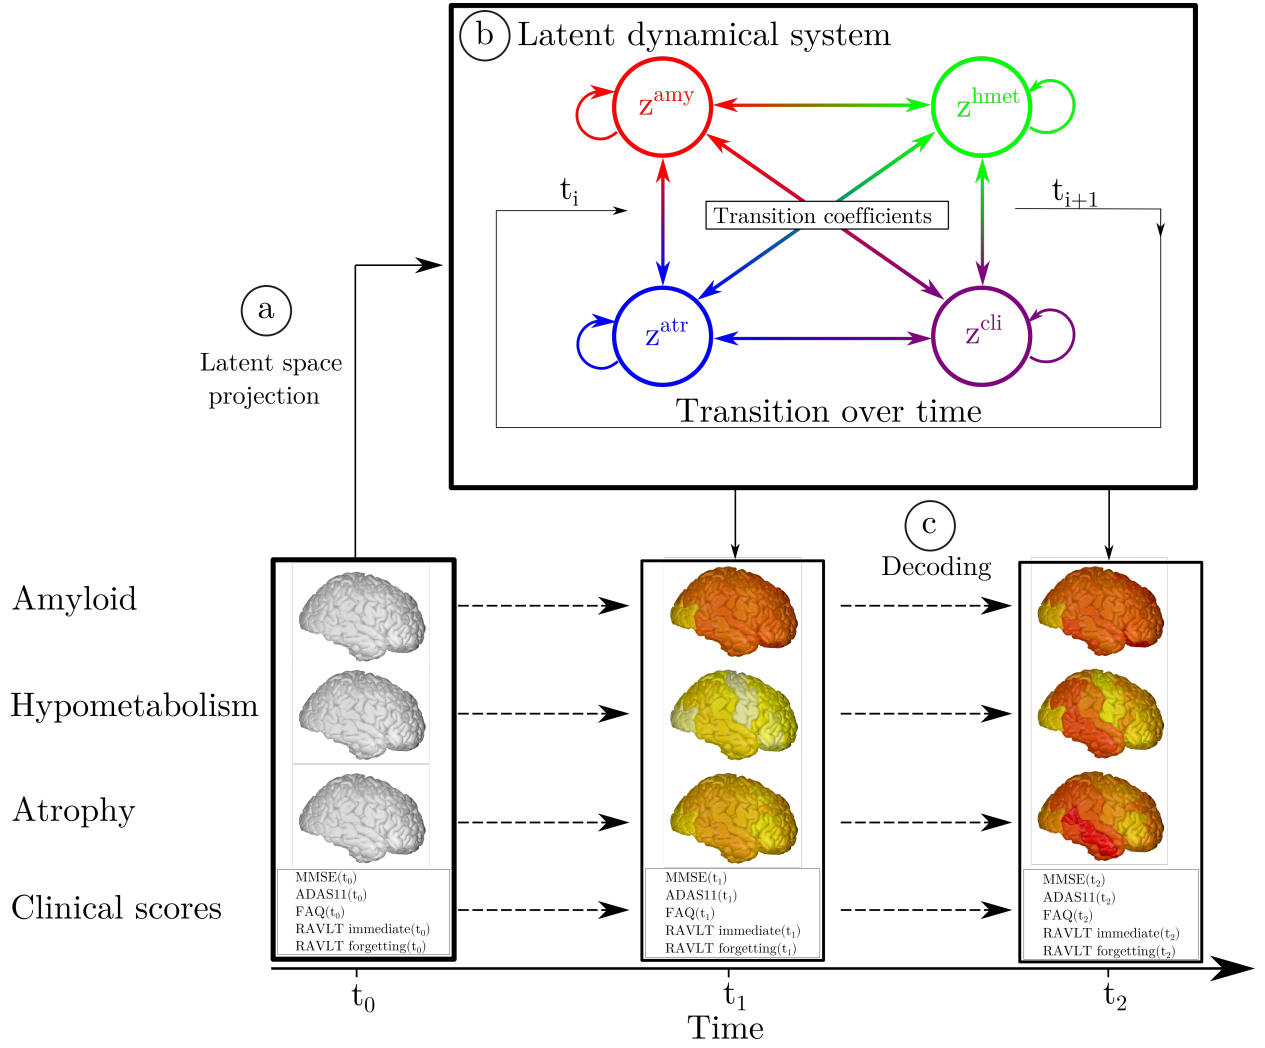 b Latent dynamical system
z^amy
z^hmet
t_i
Transition coefficients
t_i+1
z^atr
z^cli
Transition over time
a
Latent space
projection
c
Decoding
Amyloid
Hypometabolism
Atrophy
Clinical scores
MMSE(t_0)
ADAS11(t_0)
FAQ(t_0)
RAVLT immediate(t_0)
RAVLT forgetting(t_0)
MMSE(t_1)
ADAS11(t_1)
FAQ(t_1)
RAVLT immediate(t_1)
RAVLT forgetting(t_1)
MMSE(t_2)
ADAS11(t_2)
FAQ(t_2)
RAVLT immediate(t_2)
RAVLT forgetting(t_2)
t_0
t_1
t_2
Time